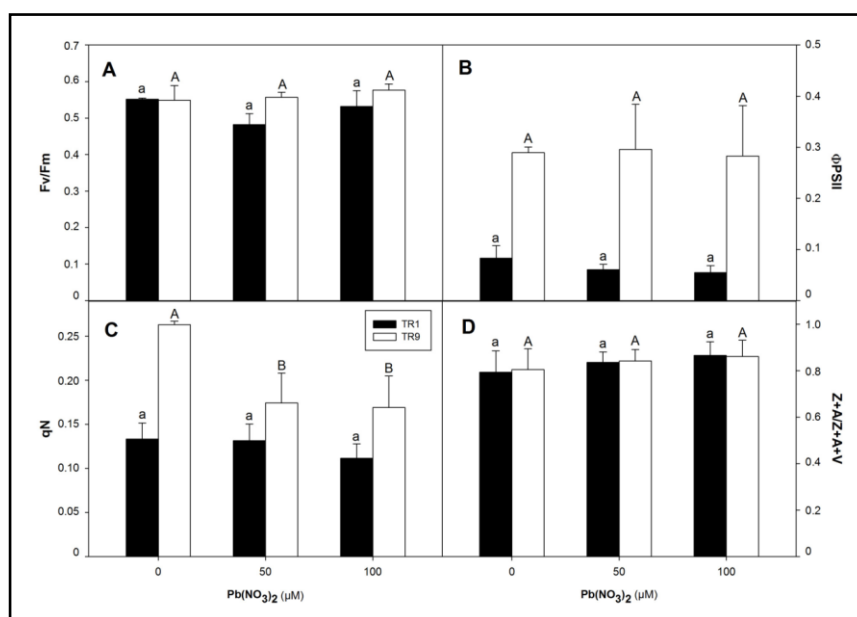 A
B
C
D
Fv/Fm
0.7
0.6
0.5
0.4
0.3
0.2
0.1
0
a A a A a A
ΦPSII
0.5
0.4
0.3
0.2
0.1
0
a A a A a A
qN
0.25
0.20
0.15
0.10
0.05
0
a A a B a B
TR1
TR9
Z+A/Z+A+V
1.0
0.8
0.6
0.4
0.2
0
a A a A a A
0 50 100
Pb(NO3)2 (µM)
0 50 100
Pb(NO3)2 (µM)